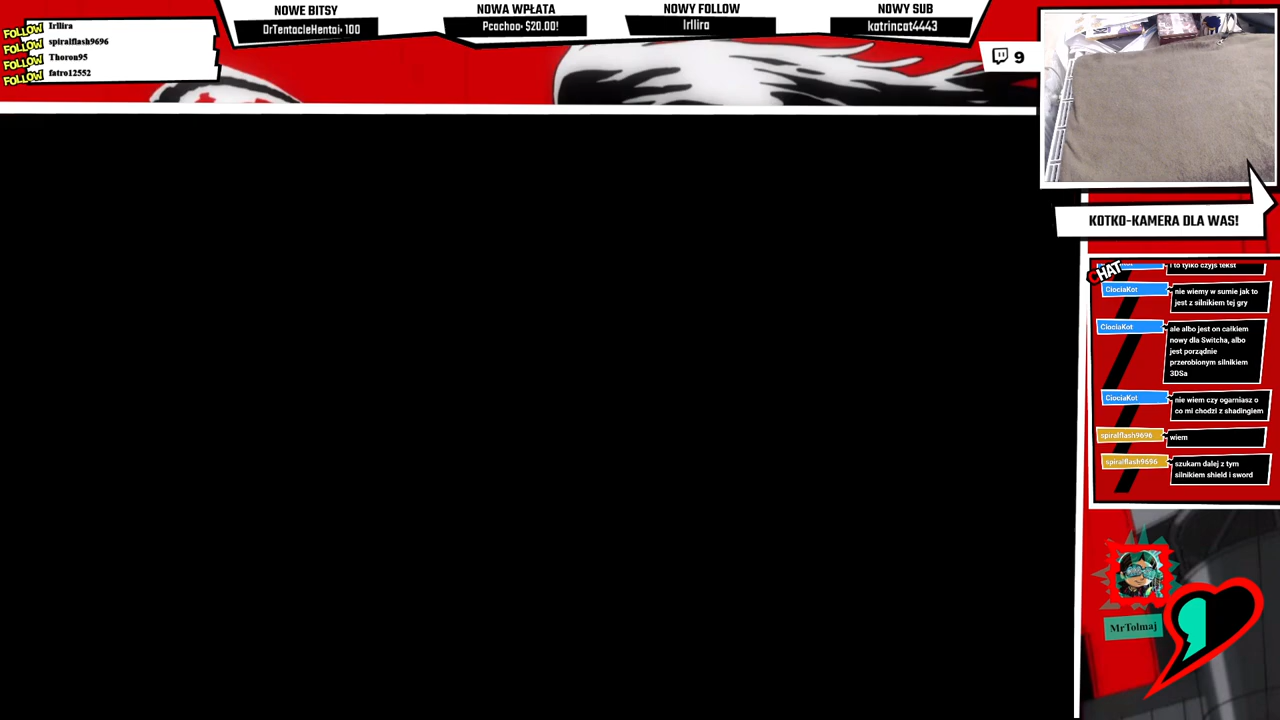 FOLLOW Irllira
FOLLOW spiralflash9696
FOLLOW Thoron95
FOLLOW fatro12552
NOWE BITSY
DrTentacleHentai• 100
NOWA WPŁATA
Pcachoo• $20.00!
NOWY FOLLOW
Irllira
NOWY SUB
katrincat4443
9
KOTKO-KAMERA DLA WAS!
CHAT
i to tylko czyjs tekst
CiociaKot
nie wiemy w sumie jak to
jest z silnikiem tej gry
CiociaKot
ale albo jest on całkiem
nowy dla Switcha, albo
jest porządnie
przerobionym silnikiem
3DSa
CiociaKot
nie wiem czy ogarniasz o
co mi chodzi z shadingiem
spiralflash9696
wiem
spiralflash9696
szukam dalej z tym
silnikiem shield i sword
MrTolmaj